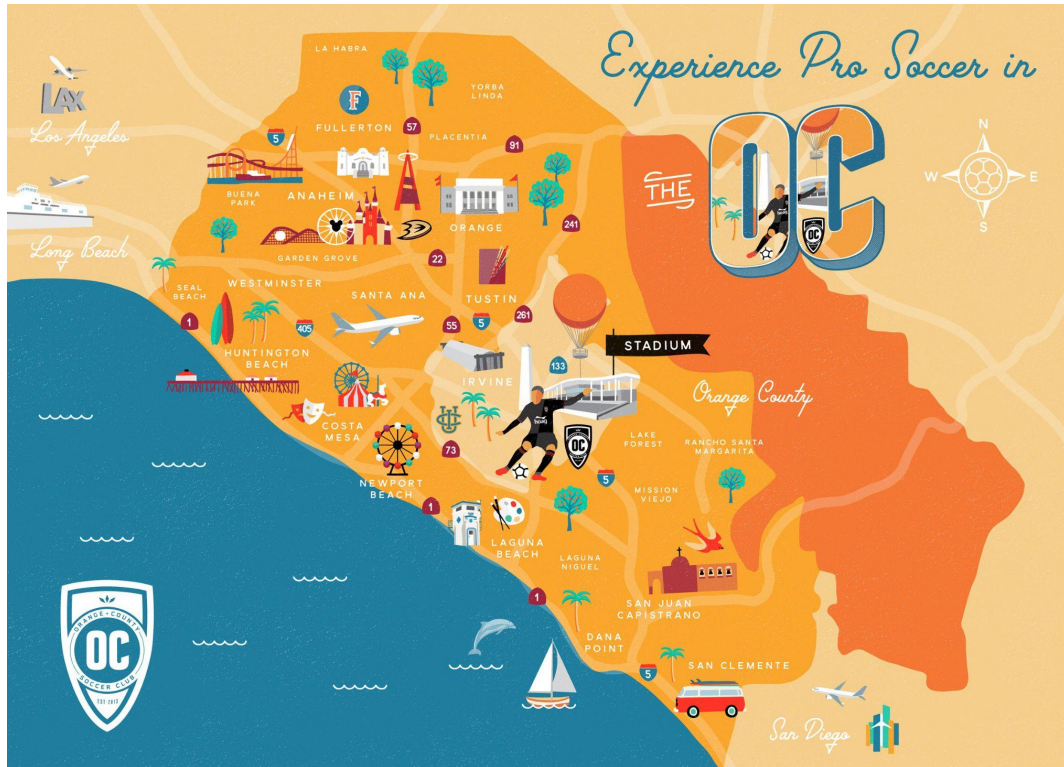 Experience Pro Soccer in
THE
OC
N
W E
S
LAX
Los Angeles
Long Beach
LA HABRA
YORBA
LINDA
F
FULLERTON
57
PLACENTIA
91
5
BUENA
PARK
ANAHEIM
ORANGE
241
GARDEN GROVE
22
SEAL
BEACH
WESTMINSTER
SANTA ANA
TUSTIN
1
405
55
5
261
HUNTINGTON
BEACH
IRVINE
133
STADIUM
Orange County
COSTA
MESA
UCI
73
OC
LAKE
FOREST
RANCHO SANTA
MARGARITA
NEWPORT
BEACH
5
MISSION
VIEJO
1
LAGUNA
BEACH
LAGUNA
NIGUEL
1
SAN JUAN
CAPISTRANO
DANA
POINT
5
SAN CLEMENTE
San Diego
ORANGE • COUNTY
OC
SOCCER CLUB